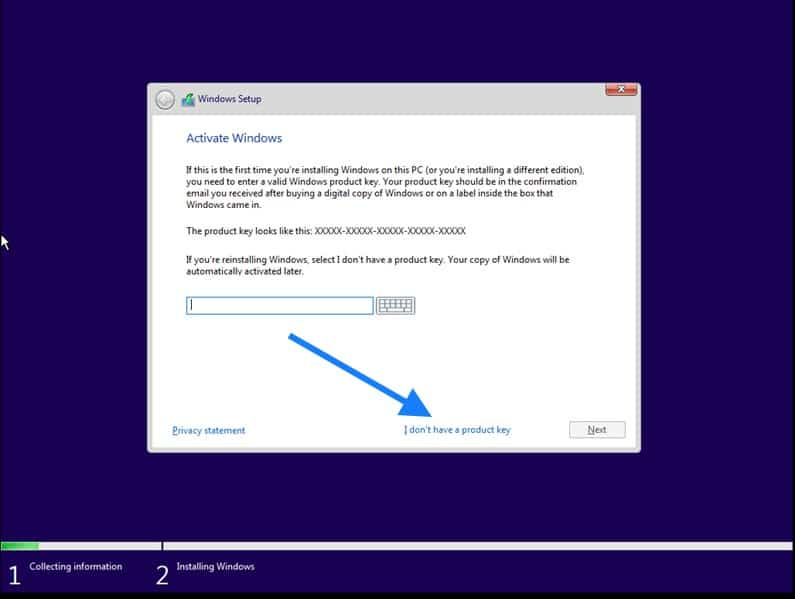 Windows Setup
Activate Windows
If this is the first time you're installing Windows on this PC (or you're installing a different edition),
you need to enter a valid Windows product key. Your product key should be in the confirmation
email you received after buying a digital copy of Windows or on a label inside the box that
Windows came in.
The product key looks like this: XXXXX-XXXXX-XXXXX-XXXXX-XXXXX
If you're reinstalling Windows, select I don't have a product key. Your copy of Windows will be
automatically activated later.
Privacy statement
I don't have a product key
Next
1 Collecting information
2 Installing Windows